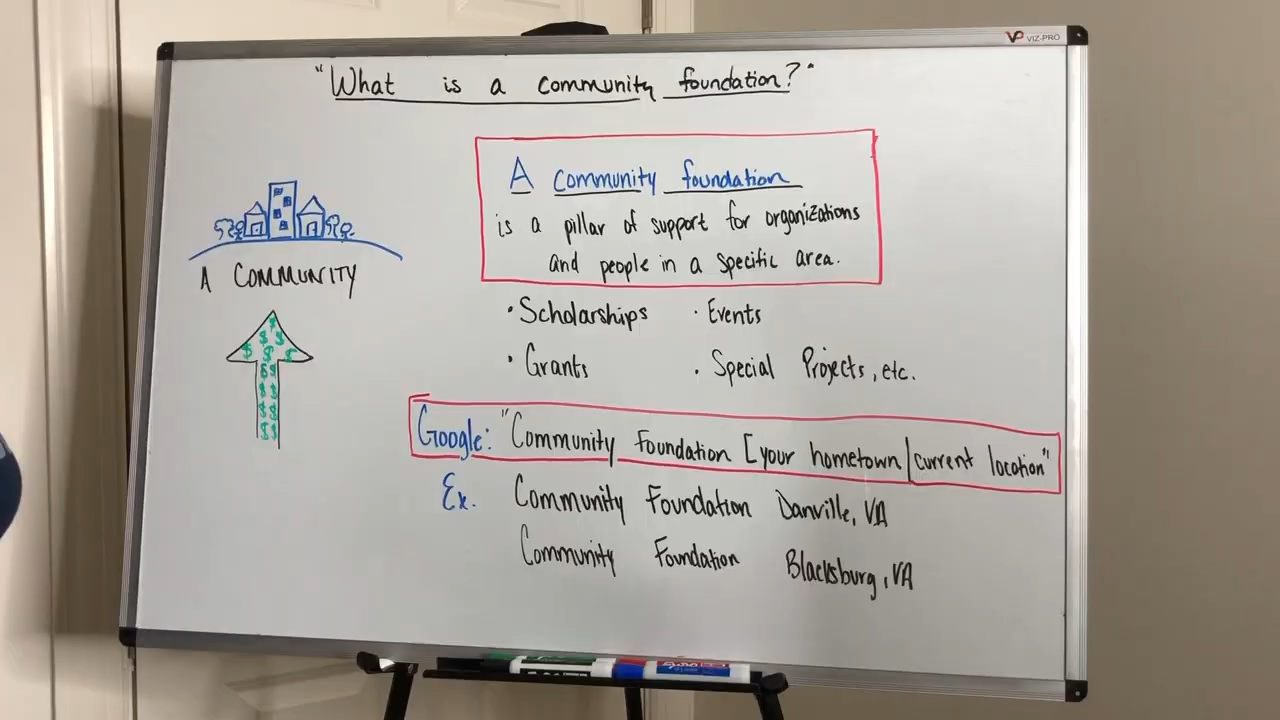 VP VIZ-PRO
"What is a community foundation?"
A community foundation
is a pillar of support for organizations
and people in a specific area.
A COMMUNITY
• Scholarships • Events
• Grants • Special Projects, etc.
$ $ $ $ $ $ $ $ $ $ $ $ $ $ $ $
Google: "Community Foundation [your hometown/current location"
Ex. Community Foundation Danville, VA
Community Foundation Blacksburg, VA